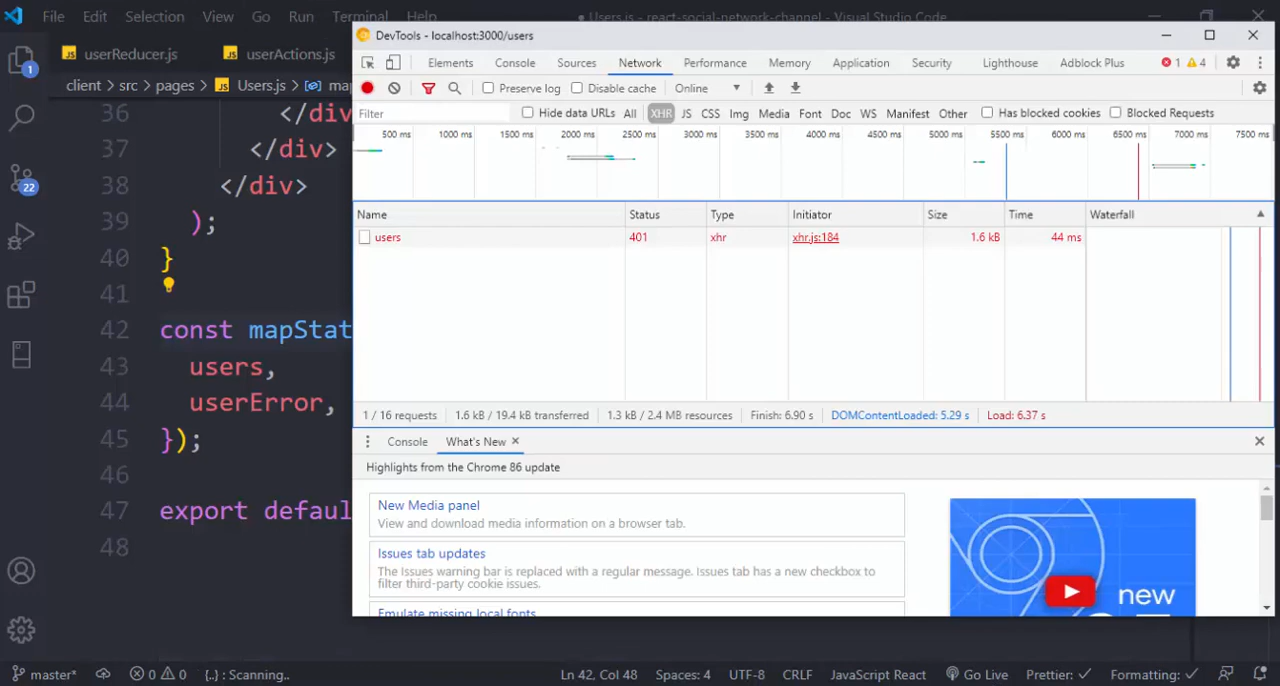 File Edit Selection View Go Run Terminal Help ● Users.js - react-social-network-channel - Visual Studio Code
DevTools - localhost:3000/users
JS userReducer.js JS userActions.js
Elements Console Sources Network Performance Memory Application Security Lighthouse Adblock Plus 1 4
client > src > pages > JS Users.js > ma
Preserve log Disable cache Online
Filter Hide data URLs All XHR JS CSS Img Media Font Doc WS Manifest Other Has blocked cookies Blocked Requests
500 ms 1000 ms 1500 ms 2000 ms 2500 ms 3000 ms 3500 ms 4000 ms 4500 ms 5000 ms 5500 ms 6000 ms 6500 ms 7000 ms 7500 ms
Name Status Type Initiator Size Time Waterfall
users 401 xhr xhr.js:184 1.6 kB 44 ms
1 / 16 requests 1.6 kB / 19.4 kB transferred 1.3 kB / 2.4 MB resources Finish: 6.90 s DOMContentLoaded: 5.29 s Load: 6.37 s
Console What's New ×
Highlights from the Chrome 86 update
New Media panel
View and download media information on a browser tab.
Issues tab updates
The Issues warning bar is replaced with a regular message. Issues tab has a new checkbox to
filter third-party cookie issues.
Emulate missing local fonts
new
1
22
36 </div
37 </div>
38 </div>
39 );
40 }
41
42 const mapStat
43 users,
44 userError,
45 });
46
47 export defaul
48
master* 0 0 {..} : Scanning.. Ln 42, Col 48 Spaces: 4 UTF-8 CRLF JavaScript React Go Live Prettier: ✓ Formatting: ✓